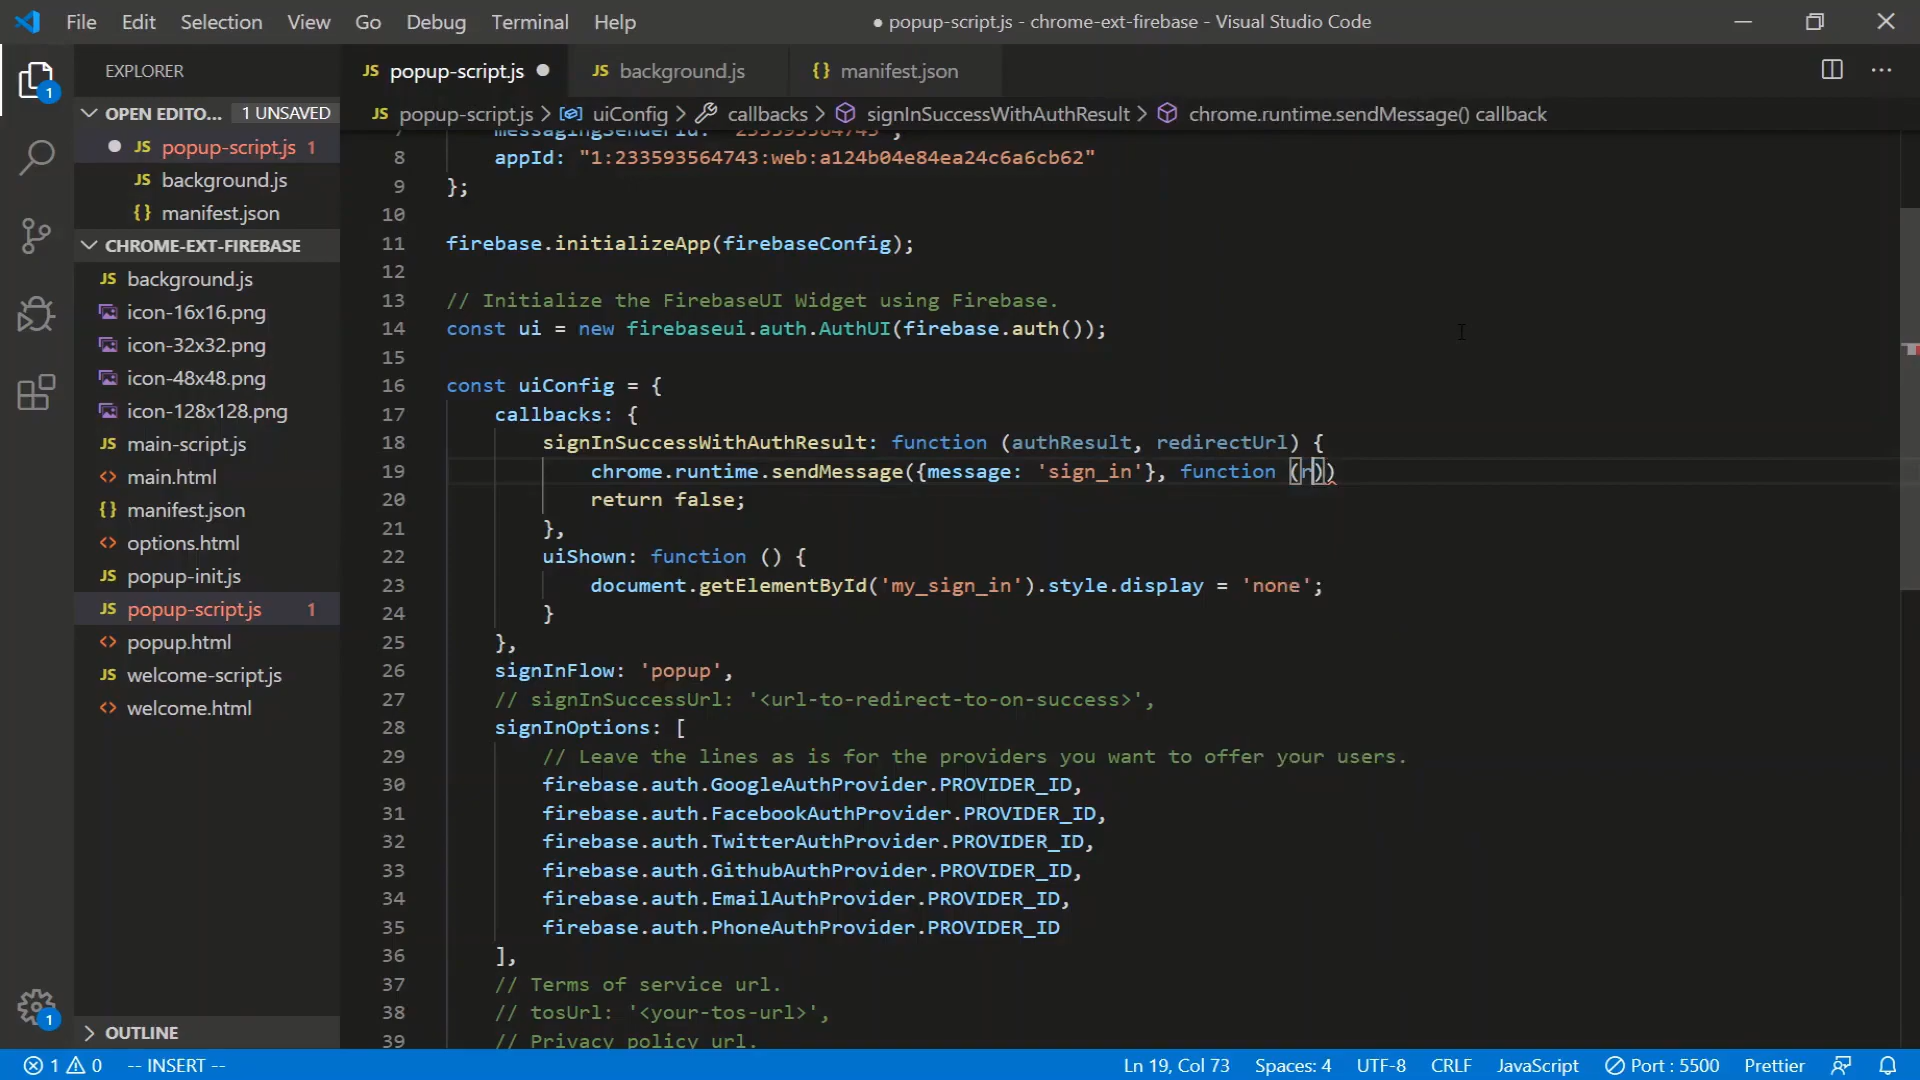 File Edit Selection View Go Debug Terminal Help ● popup-script.js - chrome-ext-firebase - Visual Studio Code
EXPLORER
JS popup-script.js ● JS background.js {} manifest.json
OPEN EDITO... 1 UNSAVED
JS popup-script.js 1
JS background.js
{} manifest.json
CHROME-EXT-FIREBASE
JS background.js
icon-16x16.png
icon-32x32.png
icon-48x48.png
icon-128x128.png
JS main-script.js
<> main.html
{} manifest.json
<> options.html
JS popup-init.js
JS popup-script.js 1
<> popup.html
JS welcome-script.js
<> welcome.html
OUTLINE
1
1
JS popup-script.js > uiConfig > callbacks > signInSuccessWithAuthResult > chrome.runtime.sendMessage() callback
7 messagingSenderId: "233593564743",
8 appId: "1:233593564743:web:a124b04e84ea24c6a6cb62"
9 };
10
11 firebase.initializeApp(firebaseConfig);
12
13 // Initialize the FirebaseUI Widget using Firebase.
14 const ui = new firebaseui.auth.AuthUI(firebase.auth());
15
16 const uiConfig = {
17 callbacks: {
18 signInSuccessWithAuthResult: function (authResult, redirectUrl) {
19 chrome.runtime.sendMessage({message: 'sign_in'}, function (r))
20 return false;
21 },
22 uiShown: function () {
23 document.getElementById('my_sign_in').style.display = 'none';
24 }
25 },
26 signInFlow: 'popup',
27 // signInSuccessUrl: '<url-to-redirect-to-on-success>',
28 signInOptions: [
29 // Leave the lines as is for the providers you want to offer your users.
30 firebase.auth.GoogleAuthProvider.PROVIDER_ID,
31 firebase.auth.FacebookAuthProvider.PROVIDER_ID,
32 firebase.auth.TwitterAuthProvider.PROVIDER_ID,
33 firebase.auth.GithubAuthProvider.PROVIDER_ID,
34 firebase.auth.EmailAuthProvider.PROVIDER_ID,
35 firebase.auth.PhoneAuthProvider.PROVIDER_ID
36 ],
37 // Terms of service url.
38 // tosUrl: '<your-tos-url>',
39 // Privacy policy url.
1 0 -- INSERT -- Ln 19, Col 73 Spaces: 4 UTF-8 CRLF JavaScript Port : 5500 Prettier